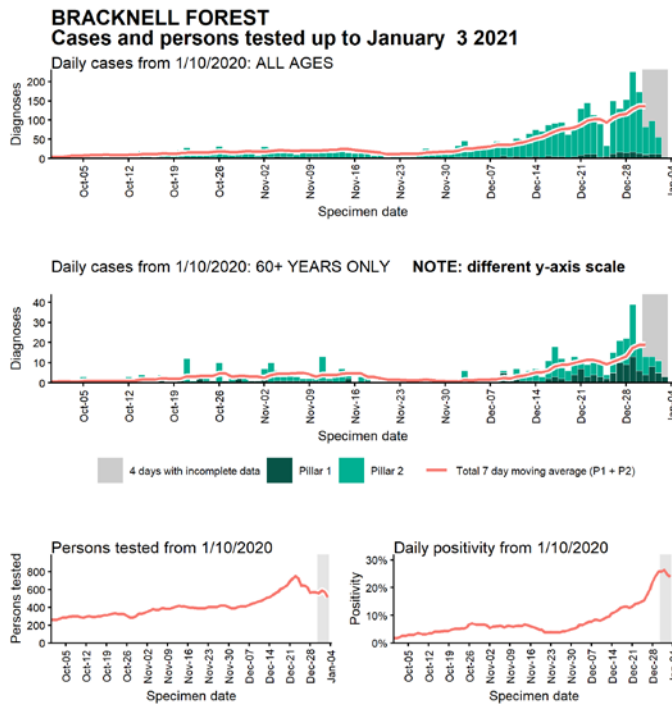 BRACKNELL FOREST
Cases and persons tested up to January 3 2021
Daily cases from 1/10/2020: ALL AGES
Diagnoses
200
150
100
50
0
Oct-05
Oct-12
Oct-19
Oct-26
Nov-02
Nov-09
Nov-16
Nov-23
Nov-30
Dec-07
Dec-14
Dec-21
Dec-28
Jan-04
Specimen date
Daily cases from 1/10/2020: 60+ YEARS ONLY NOTE: different y-axis scale
Diagnoses
40
30
20
10
0
Oct-05
Oct-12
Oct-19
Oct-26
Nov-02
Nov-09
Nov-16
Nov-23
Nov-30
Dec-07
Dec-14
Dec-21
Dec-28
Jan-04
Specimen date
4 days with incomplete data Pillar 1 Pillar 2 Total 7 day moving average (P1 + P2)
Persons tested from 1/10/2020
Persons tested
800
600
400
200
0
Oct-05
Oct-12
Oct-19
Oct-26
Nov-02
Nov-09
Nov-16
Nov-23
Nov-30
Dec-07
Dec-14
Dec-21
Dec-28
Jan-04
Specimen date
Daily positivity from 1/10/2020
Positivity
30%
20%
10%
0%
Oct-05
Oct-12
Oct-19
Oct-26
Nov-02
Nov-09
Nov-16
Nov-23
Nov-30
Dec-07
Dec-14
Dec-21
Dec-28
Jan-04
Specimen date